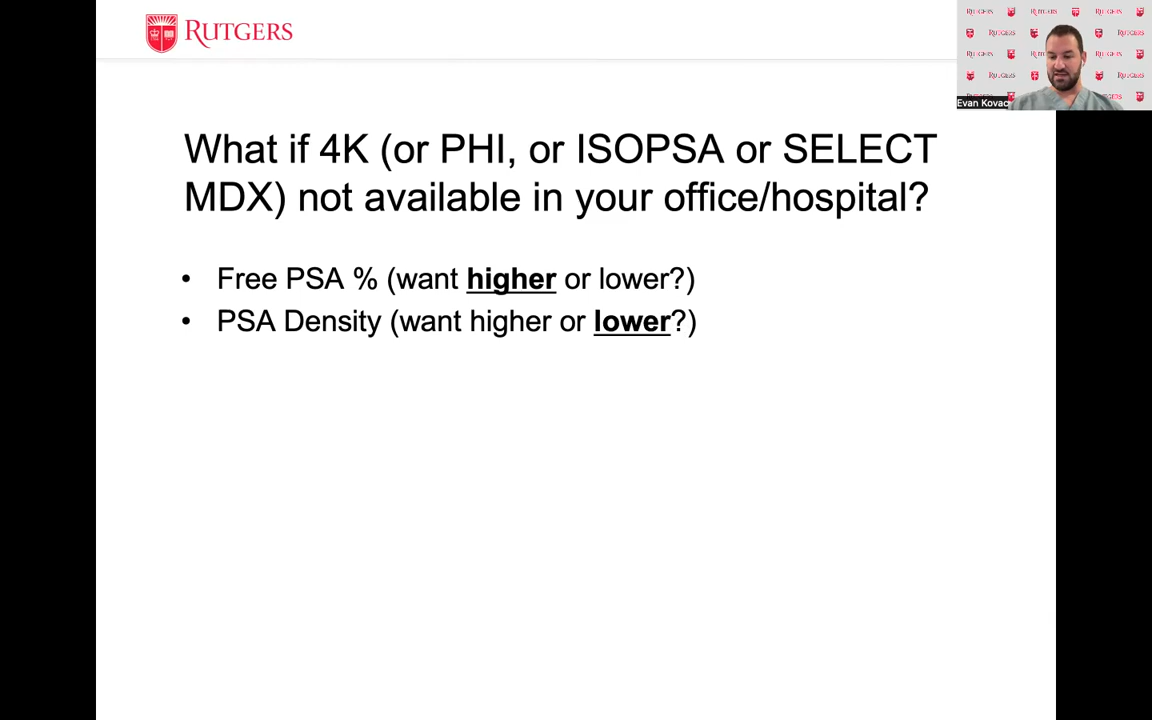 RUTGERS
Evan Kovac
What if 4K (or PHI, or ISOPSA or SELECT
MDX) not available in your office/hospital?
• Free PSA % (want higher or lower?)
• PSA Density (want higher or lower?)